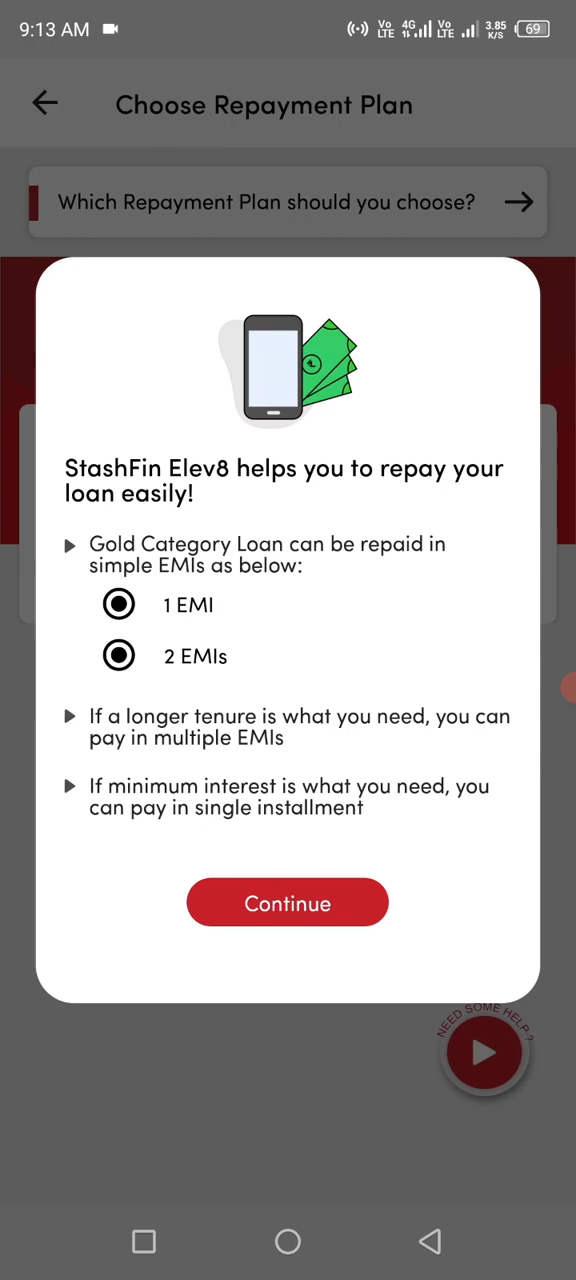 9:13 AM
Vo LTE 4G Vo LTE 3.85 K/S 69
Choose Repayment Plan
Which Repayment Plan should you choose?
StashFin Elev8 helps you to repay your
loan easily!
Gold Category Loan can be repaid in
simple EMIs as below:
1 EMI
2 EMIs
If a longer tenure is what you need, you can
pay in multiple EMIs
If minimum interest is what you need, you
can pay in single installment
Continue
NEED SOME HELP?